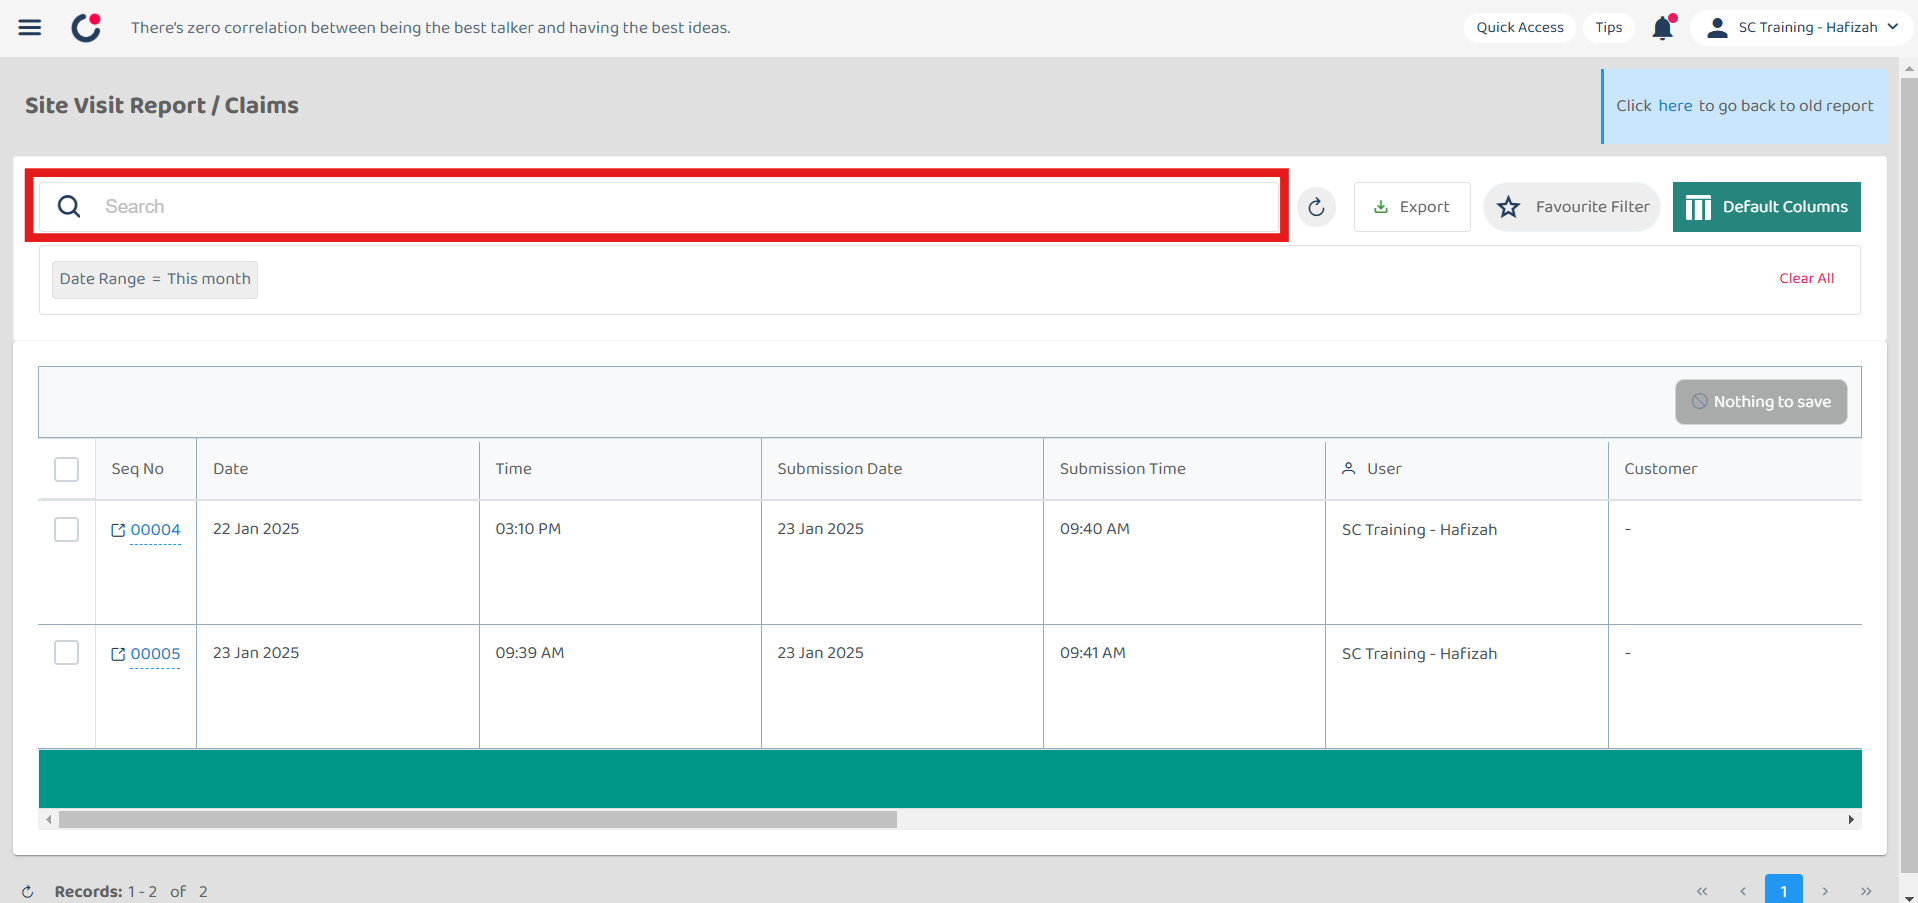 There's zero correlation between being the best talker and having the best ideas. Quick Access Tips SC Training - Hafizah
Site Visit Report / Claims
Click here to go back to old report
Search Export Favourite Filter Default Columns
Date Range = This month Clear All
Nothing to save
Seq No Date Time Submission Date Submission Time User Customer
00004 22 Jan 2025 03:10 PM 23 Jan 2025 09:40 AM SC Training - Hafizah -
00005 23 Jan 2025 09:39 AM 23 Jan 2025 09:41 AM SC Training - Hafizah -
Records: 1 - 2 of 2 « ‹ 1 › »